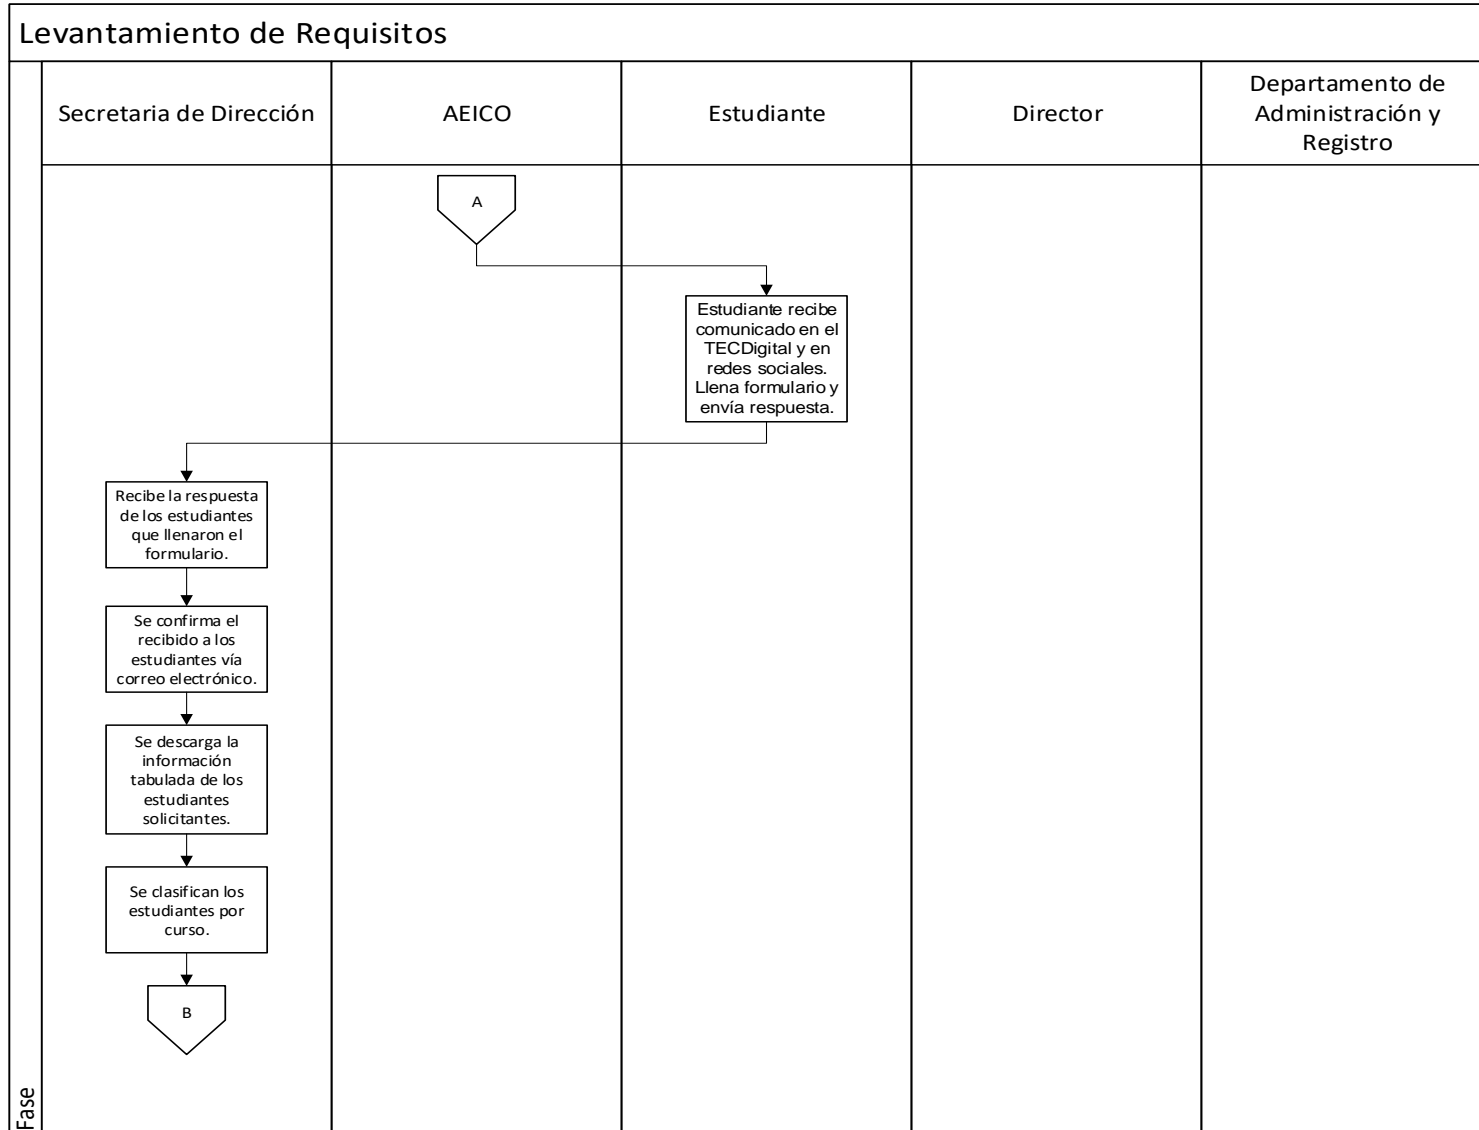 Levantamiento de Requisitos
Secretaria de Dirección
AEICO
Estudiante
Director
Departamento de
Administración y
Registro
A
Estudiante recibe
comunicado en el
TECDigital y en
redes sociales.
Llena formulario y
envía respuesta.
Recibe la respuesta
de los estudiantes
que llenaron el
formulario.
Se confirma el
recibido a los
estudiantes vía
correo electrónico.
Se descarga la
información
tabulada de los
estudiantes
solicitantes.
Se clasifican los
estudiantes por
curso.
B
Fase